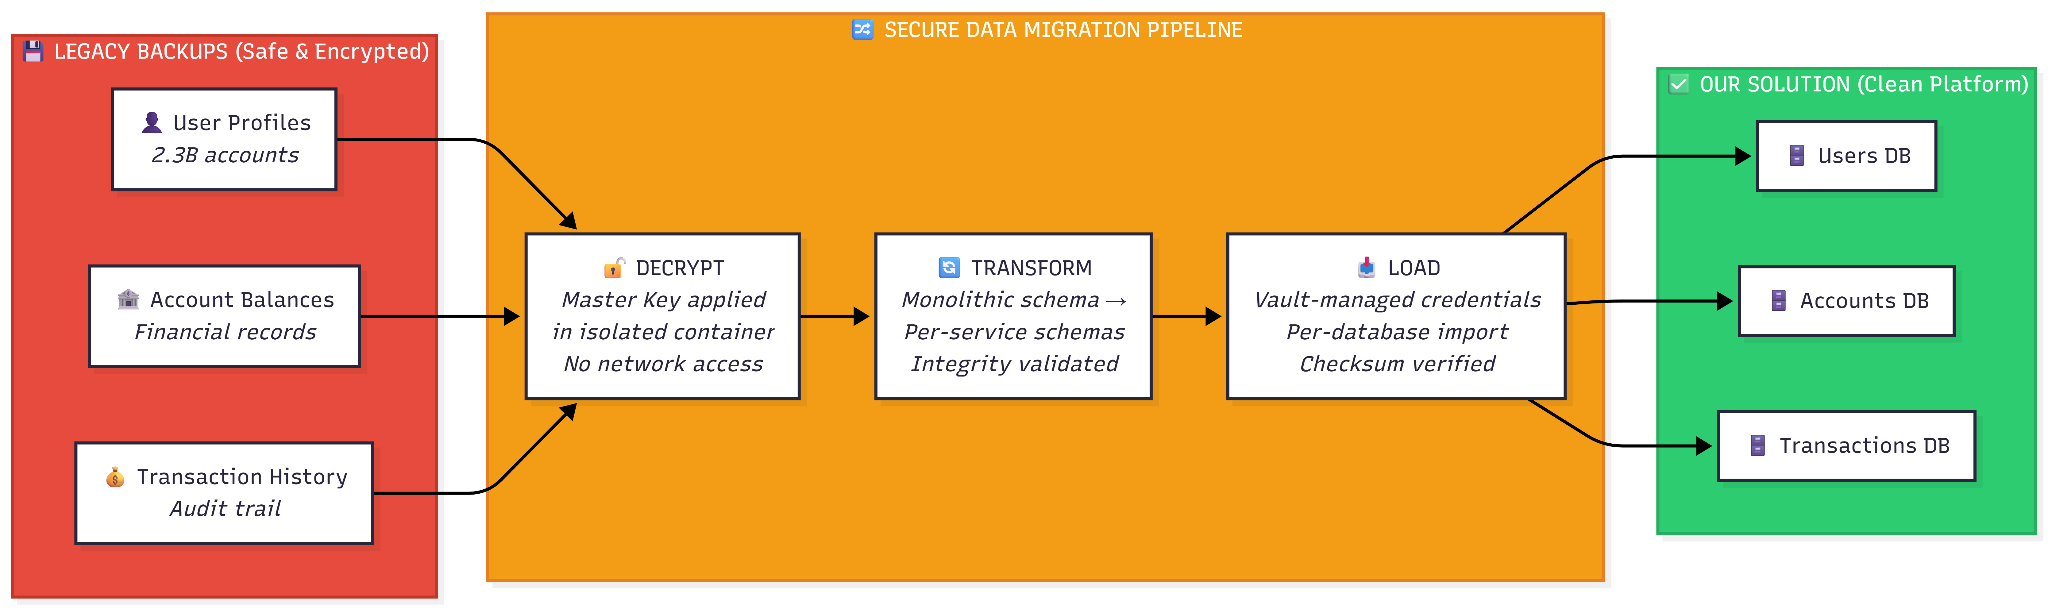 💾 LEGACY BACKUPS (Safe & Encrypted)
👤 User Profiles
2.3B accounts
🏦 Account Balances
Financial records
💰 Transaction History
Audit trail
🔀 SECURE DATA MIGRATION PIPELINE
🔓 DECRYPT
Master Key applied
in isolated container
No network access
🔄 TRANSFORM
Monolithic schema →
Per-service schemas
Integrity validated
📥 LOAD
Vault-managed credentials
Per-database import
Checksum verified
✅ OUR SOLUTION (Clean Platform)
🗄️ Users DB
🗄️ Accounts DB
🗄️ Transactions DB